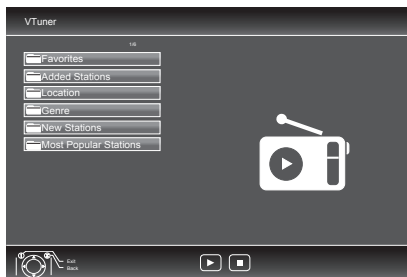 VTuner
1/6
Favorites
Added Stations
Location
Genre
New Stations
Most Popular Stations
Exit
Back